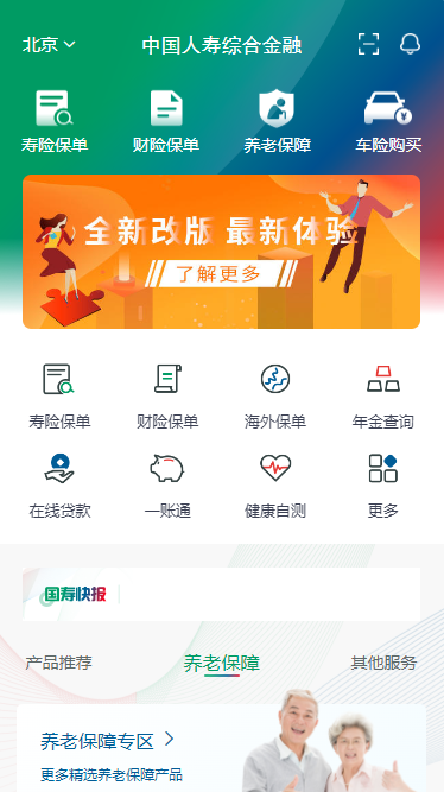 北京
中国人寿综合金融
寿险保单 财险保单 养老保障 车险购买
全新改版 最新体验
了解更多
寿险保单 财险保单 海外保单 年金查询
在线贷款 一账通 健康自测 更多
国寿快报
产品推荐 养老保障 其他服务
养老保障专区
更多精选养老保障产品